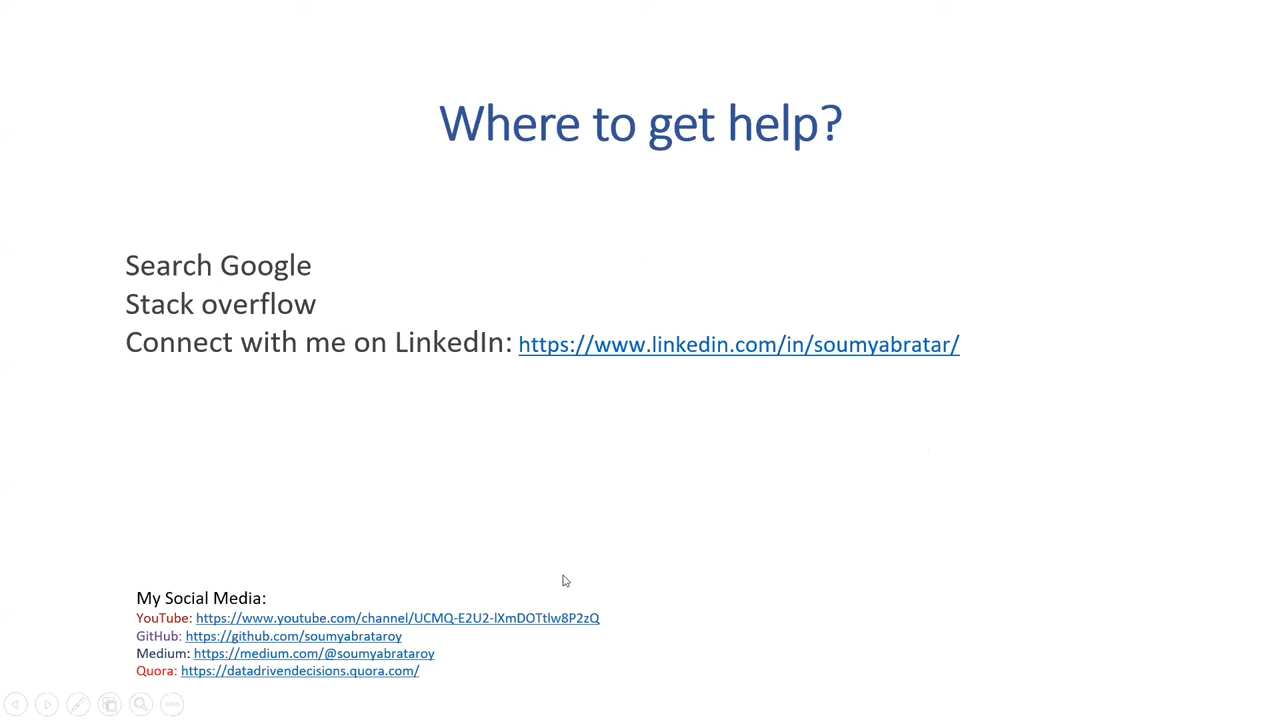 Where to get help?
Search Google
Stack overflow
Connect with me on LinkedIn: https://www.linkedin.com/in/soumyabratar/
My Social Media:
YouTube: https://www.youtube.com/channel/UCMQ-E2U2-lXmDOTtlw8P2zQ
GitHub: https://github.com/soumyabrataroy
Medium: https://medium.com/@soumyabrataroy
Quora: https://datadrivendecisions.quora.com/